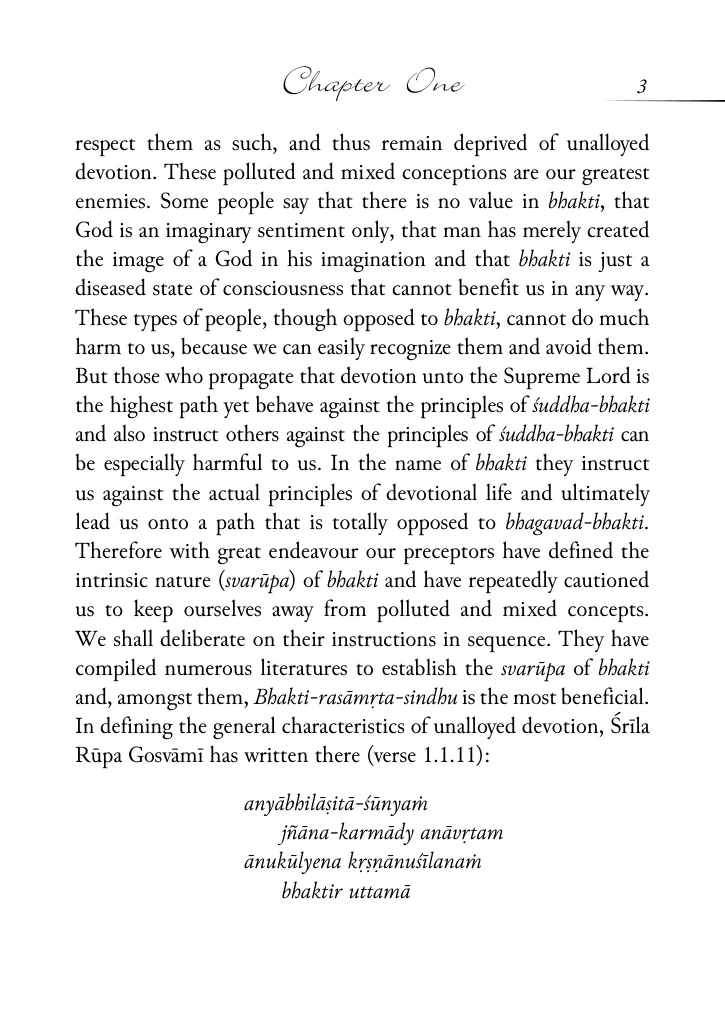 Chapter One 3
respect them as such, and thus remain deprived of unalloyed
devotion. These polluted and mixed conceptions are our greatest
enemies. Some people say that there is no value in bhakti, that
God is an imaginary sentiment only, that man has merely created
the image of a God in his imagination and that bhakti is just a
diseased state of consciousness that cannot benefit us in any way.
These types of people, though opposed to bhakti, cannot do much
harm to us, because we can easily recognize them and avoid them.
But those who propagate that devotion unto the Supreme Lord is
the highest path yet behave against the principles of śuddha-bhakti
and also instruct others against the principles of śuddha-bhakti can
be especially harmful to us. In the name of bhakti they instruct
us against the actual principles of devotional life and ultimately
lead us onto a path that is totally opposed to bhagavad-bhakti.
Therefore with great endeavour our preceptors have defined the
intrinsic nature (svarūpa) of bhakti and have repeatedly cautioned
us to keep ourselves away from polluted and mixed concepts.
We shall deliberate on their instructions in sequence. They have
compiled numerous literatures to establish the svarūpa of bhakti
and, amongst them, Bhakti-rasāmṛta-sindhu is the most beneficial.
In defining the general characteristics of unalloyed devotion, Śrīla
Rūpa Gosvāmī has written there (verse 1.1.11):
anyābhilāṣitā-śūnyaṁ
jñāna-karmādy anāvṛtam
ānukūlyena kṛṣṇānuśīlanaṁ
bhaktir uttamā